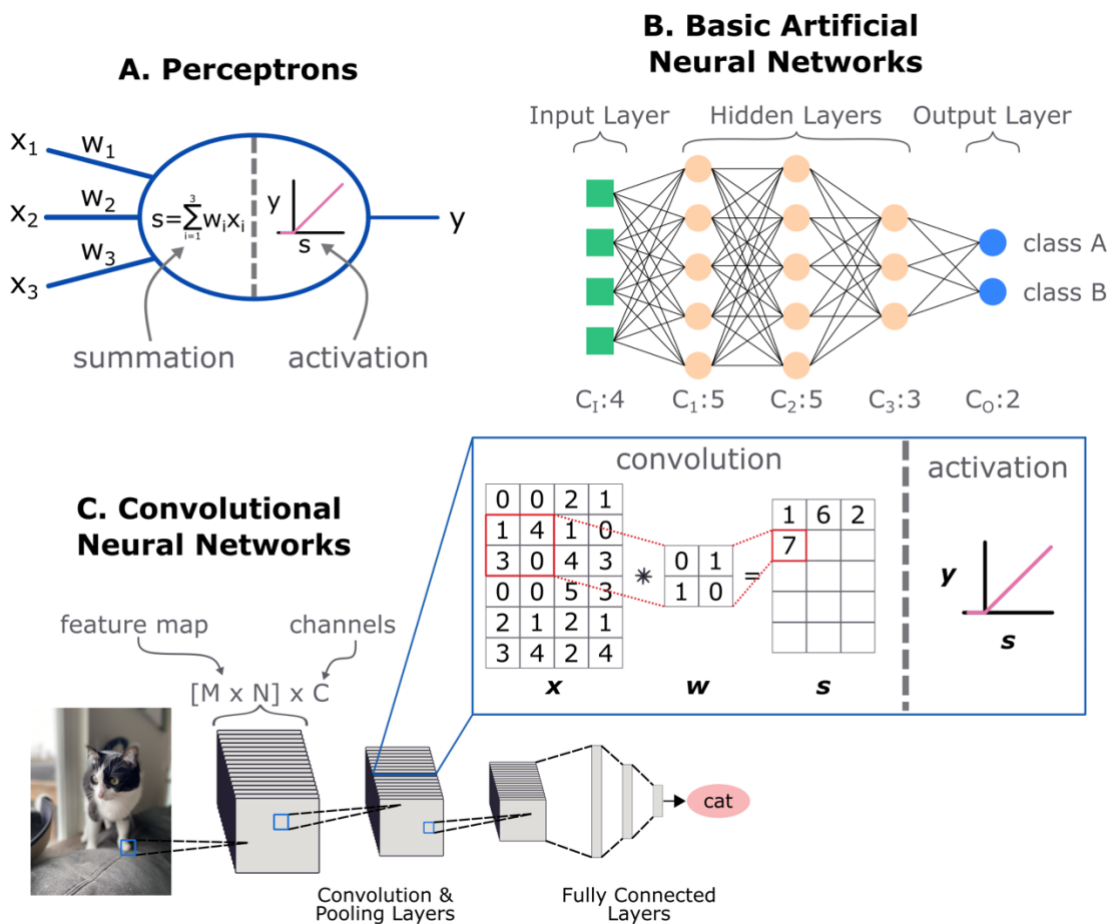 A. Perceptrons
x₁
w₁
x₂
w₂
x₃
w₃
s=∑wᵢxᵢ
3
i=1
y
s
y
summation
activation
B. Basic Artificial
Neural Networks
Input Layer
Hidden Layers
Output Layer
class A
class B
C_I:4
C₁:5
C₂:5
C₃:3
C_O:2
C. Convolutional
Neural Networks
feature map
channels
[M x N] x C
convolution
0 0 2 1
1 4 1 0
3 0 4 3
0 0 5 3
2 1 2 1
3 4 2 4
x
*
0 1
1 0
w
=
1 6 2
7
s
activation
y
s
cat
Convolution &
Pooling Layers
Fully Connected
Layers